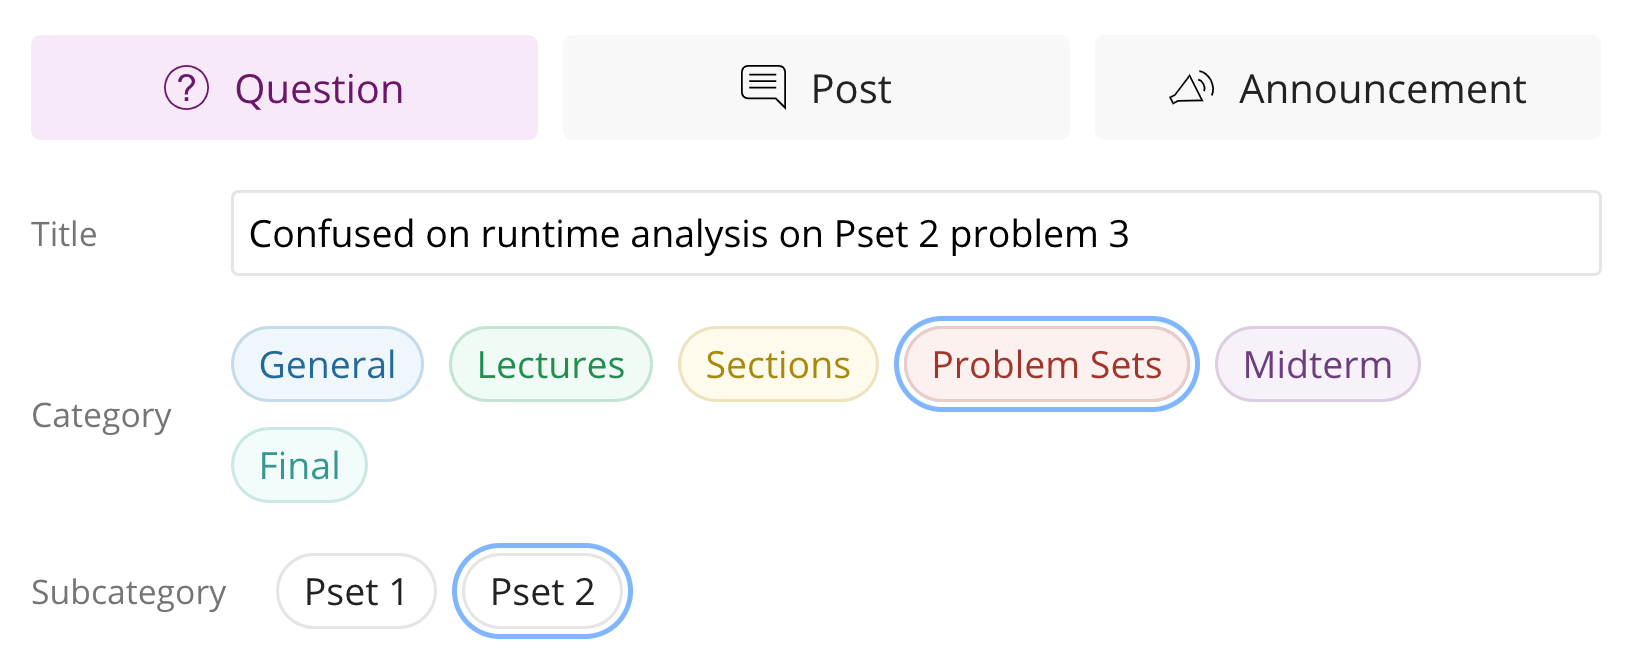 Question Post Announcement
Title Confused on runtime analysis on Pset 2 problem 3
General Lectures Sections Problem Sets Midterm
Category
Final
Subcategory Pset 1 Pset 2